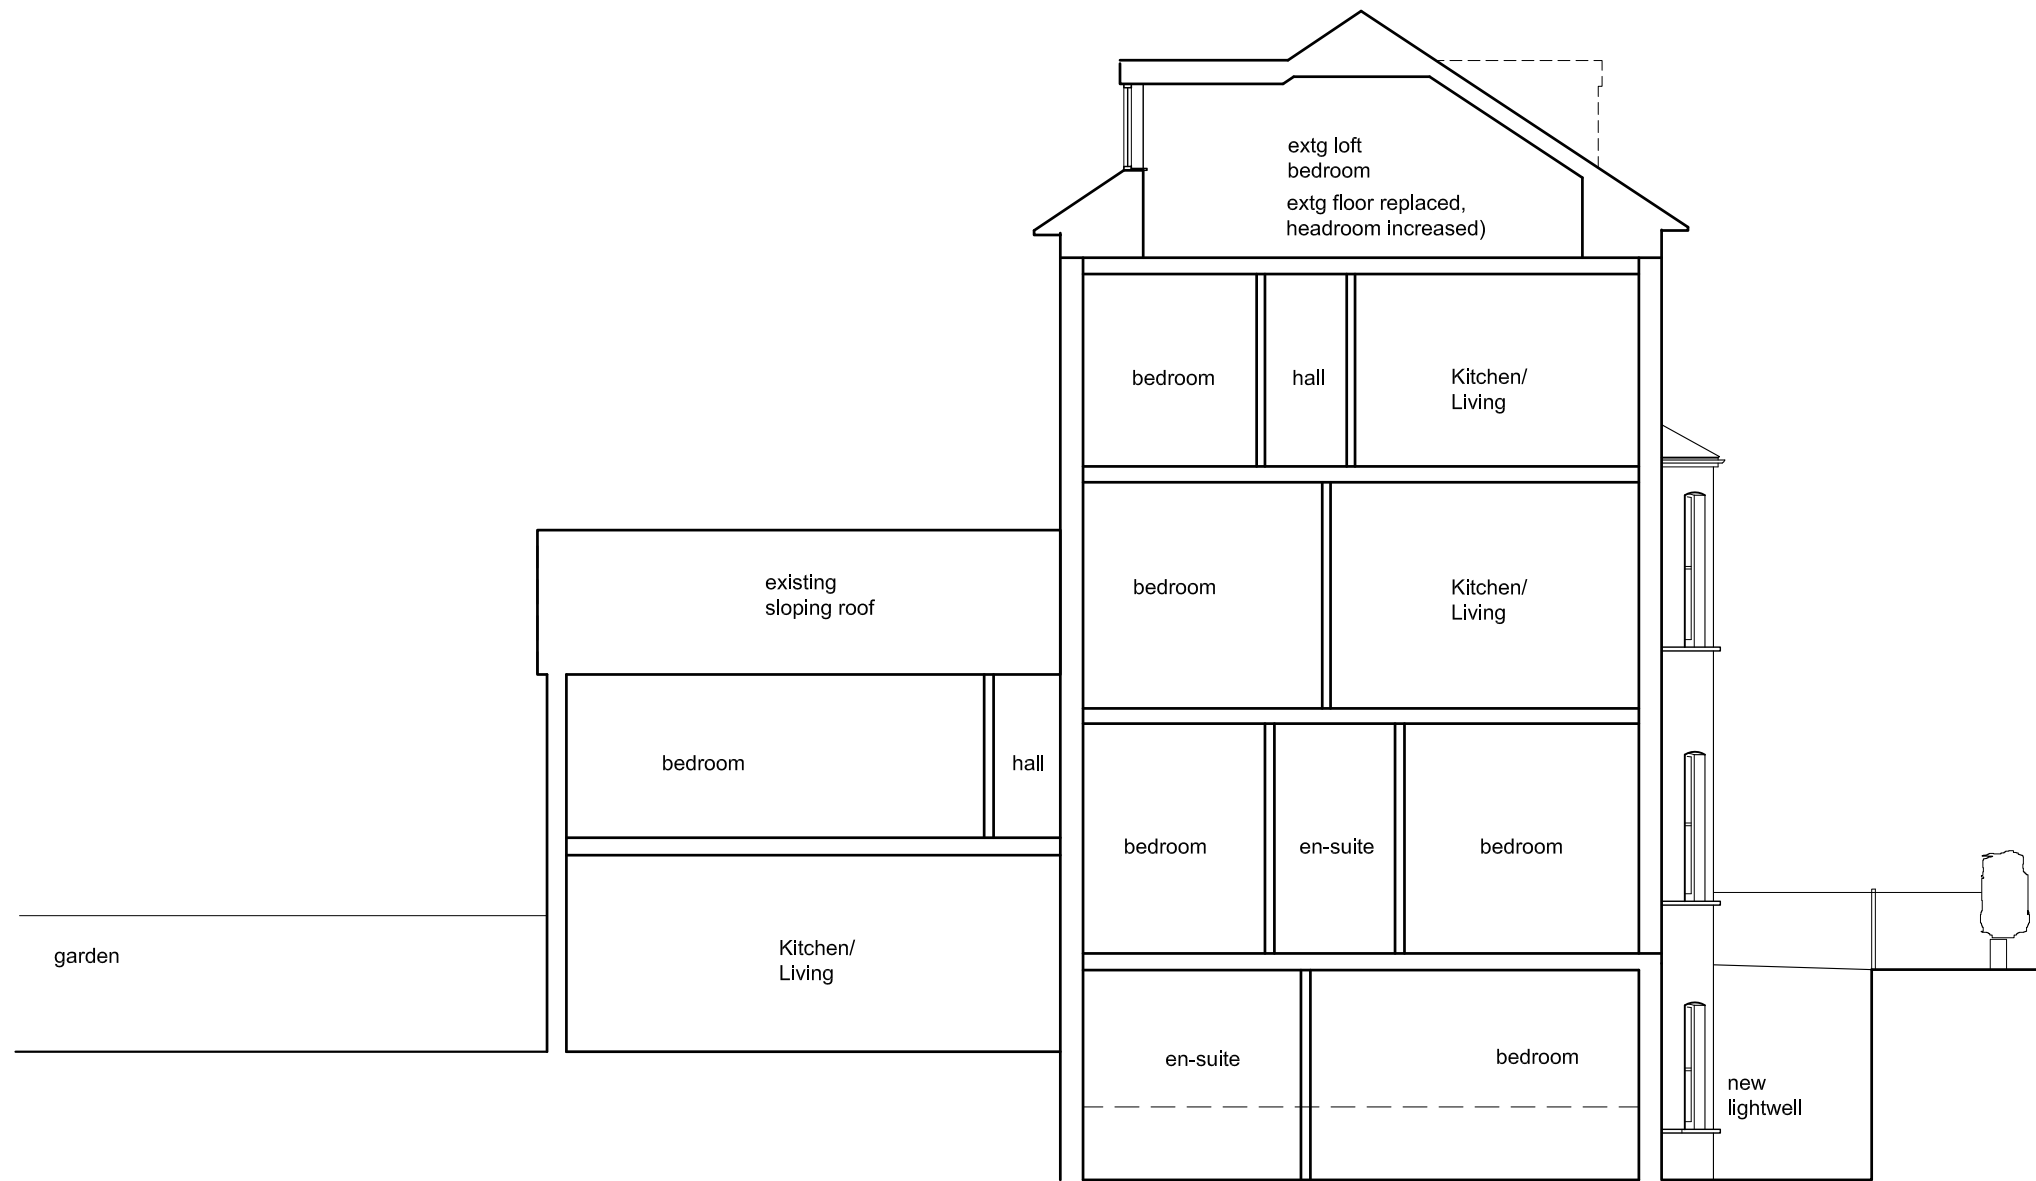 extg loft
bedroom
extg floor replaced,
headroom increased)
bedroom
hall
Kitchen/
Living
existing
sloping roof
bedroom
Kitchen/
Living
bedroom
hall
bedroom
en-suite
bedroom
garden
Kitchen/
Living
en-suite
bedroom
new
lightwell